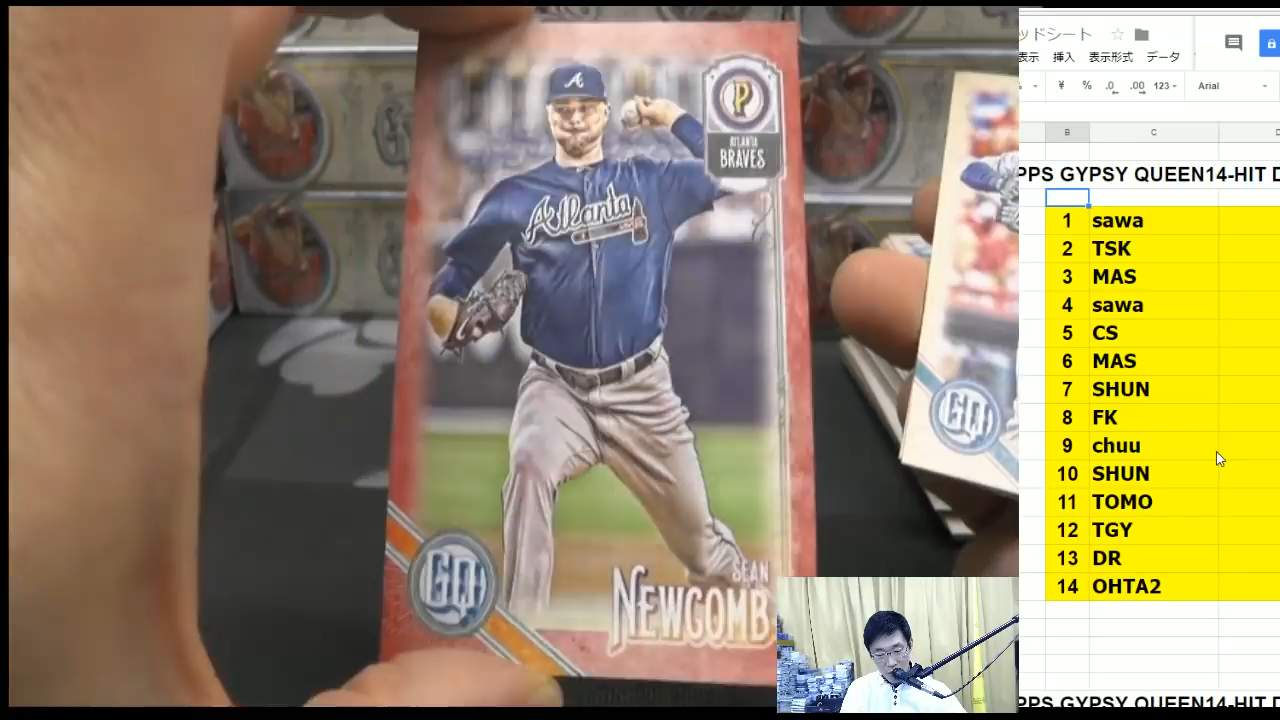 P
ATLANTA
BRAVES
Atlanta
A
GQ
SEAN
NEWCOMB
GQ
ッドシート
表示 挿入 表示形式 データ
¥ % .0 .00 123 Arial
B C D
PPS GYPSY QUEEN14-HIT D
1 sawa
2 TSK
3 MAS
4 sawa
5 CS
6 MAS
7 SHUN
8 FK
9 chuu
10 SHUN
11 TOMO
12 TGY
13 DR
14 OHTA2
PPS GYPSY QUEEN14-HIT D